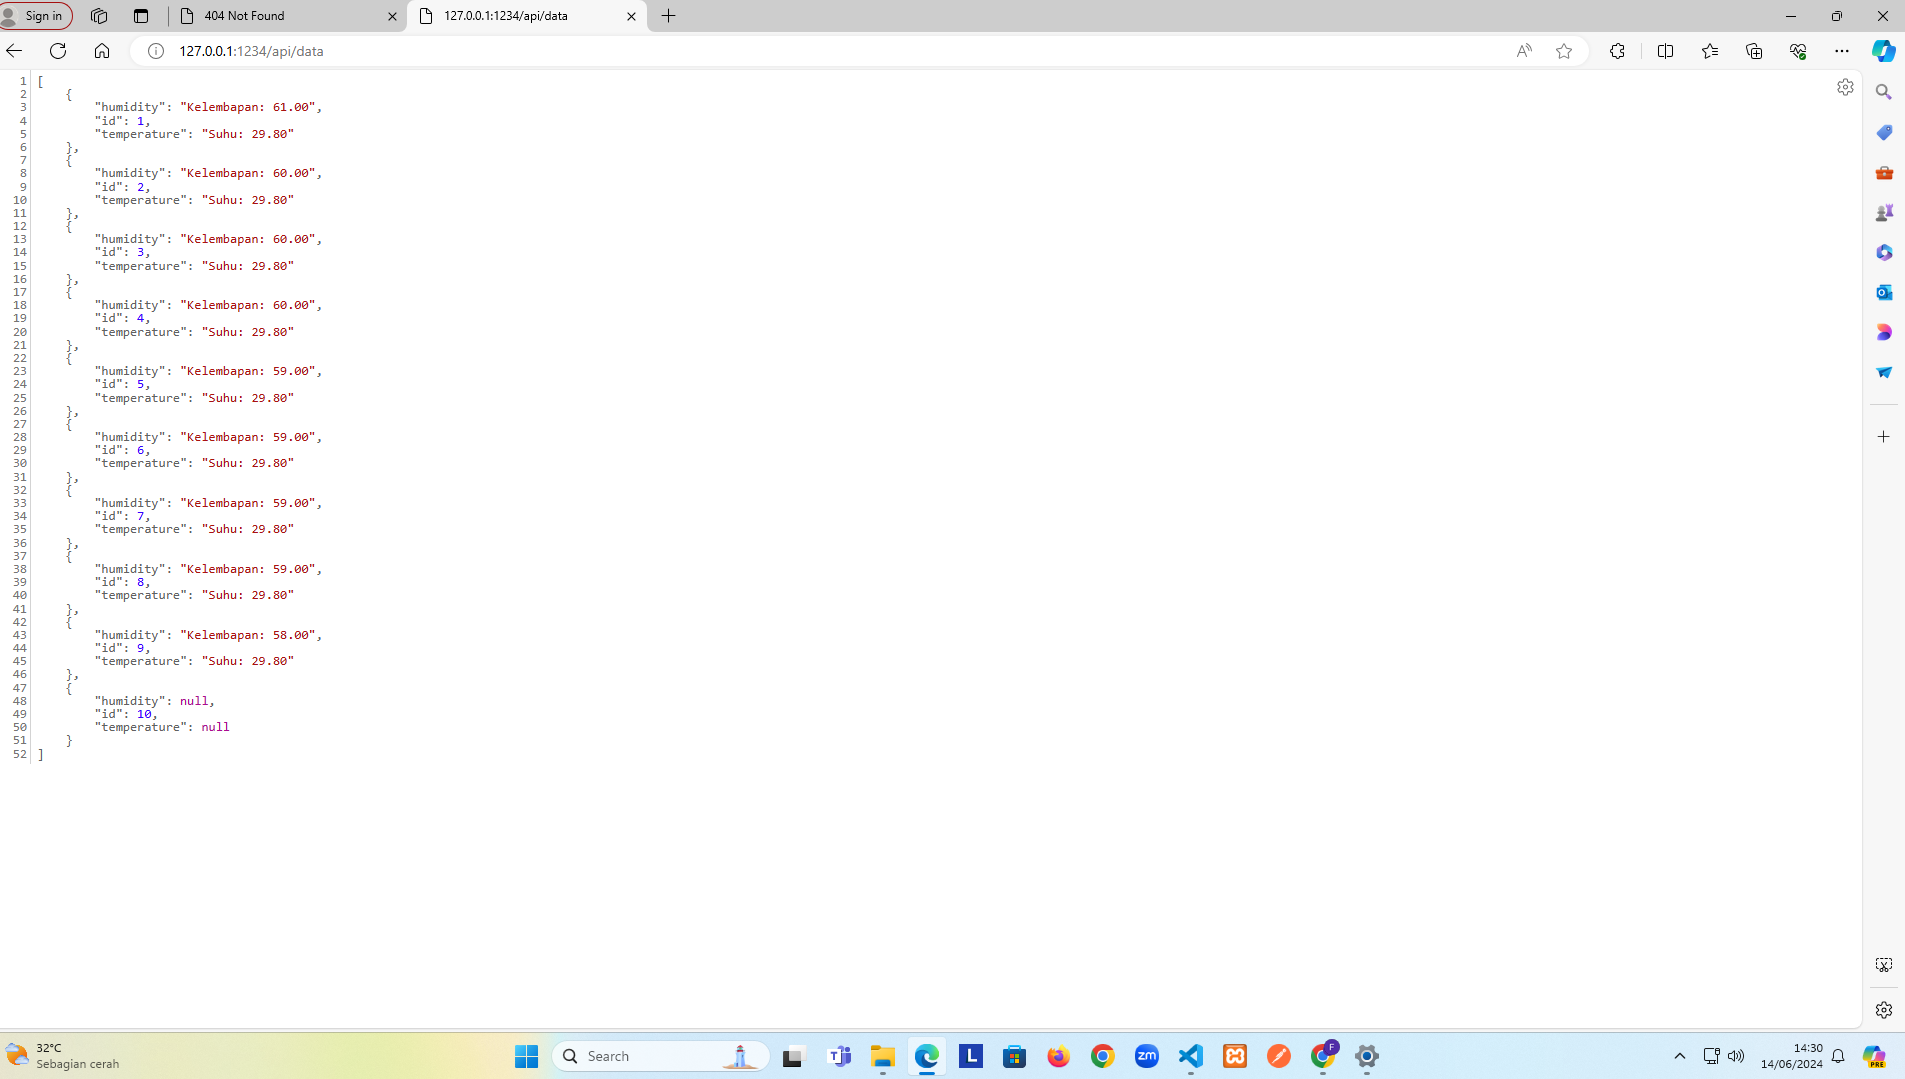 Sign in
404 Not Found
127.0.0.1:1234/api/data
127.0.0.1:1234/api/data
1 [
2 {
3 "humidity": "Kelembapan: 61.00",
4 "id": 1,
5 "temperature": "Suhu: 29.80"
6 },
7 {
8 "humidity": "Kelembapan: 60.00",
9 "id": 2,
10 "temperature": "Suhu: 29.80"
11 },
12 {
13 "humidity": "Kelembapan: 60.00",
14 "id": 3,
15 "temperature": "Suhu: 29.80"
16 },
17 {
18 "humidity": "Kelembapan: 60.00",
19 "id": 4,
20 "temperature": "Suhu: 29.80"
21 },
22 {
23 "humidity": "Kelembapan: 59.00",
24 "id": 5,
25 "temperature": "Suhu: 29.80"
26 },
27 {
28 "humidity": "Kelembapan: 59.00",
29 "id": 6,
30 "temperature": "Suhu: 29.80"
31 },
32 {
33 "humidity": "Kelembapan: 59.00",
34 "id": 7,
35 "temperature": "Suhu: 29.80"
36 },
37 {
38 "humidity": "Kelembapan: 59.00",
39 "id": 8,
40 "temperature": "Suhu: 29.80"
41 },
42 {
43 "humidity": "Kelembapan: 58.00",
44 "id": 9,
45 "temperature": "Suhu: 29.80"
46 },
47 {
48 "humidity": null,
49 "id": 10,
50 "temperature": null
51 }
52 ]
32°C
Sebagian cerah
Search
L
zm
F
14:30
14/06/2024
PRE